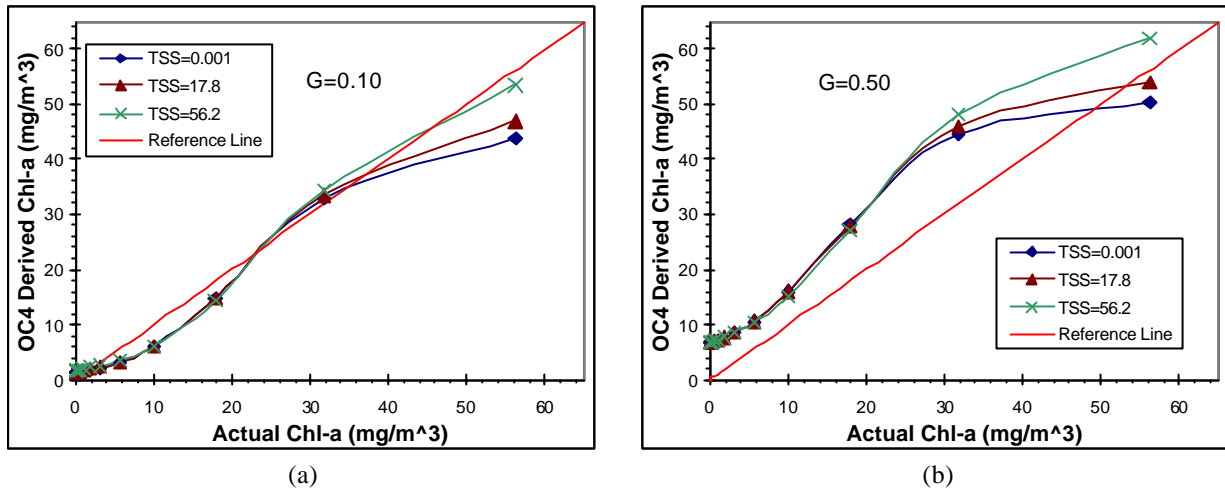 OC4 Derived Chl-a (mg/m^3)
60
50
40
30
20
10
0
TSS=0.001
TSS=17.8
TSS=56.2
Reference Line
G=0.10
0 10 20 30 40 50 60
Actual Chl-a (mg/m^3)
(a)
OC4 Derived Chl-a (mg/m^3)
60
50
40
30
20
10
0
G=0.50
TSS=0.001
TSS=17.8
TSS=56.2
Reference Line
0 10 20 30 40 50 60
Actual Chl-a (mg/m^3)
(b)